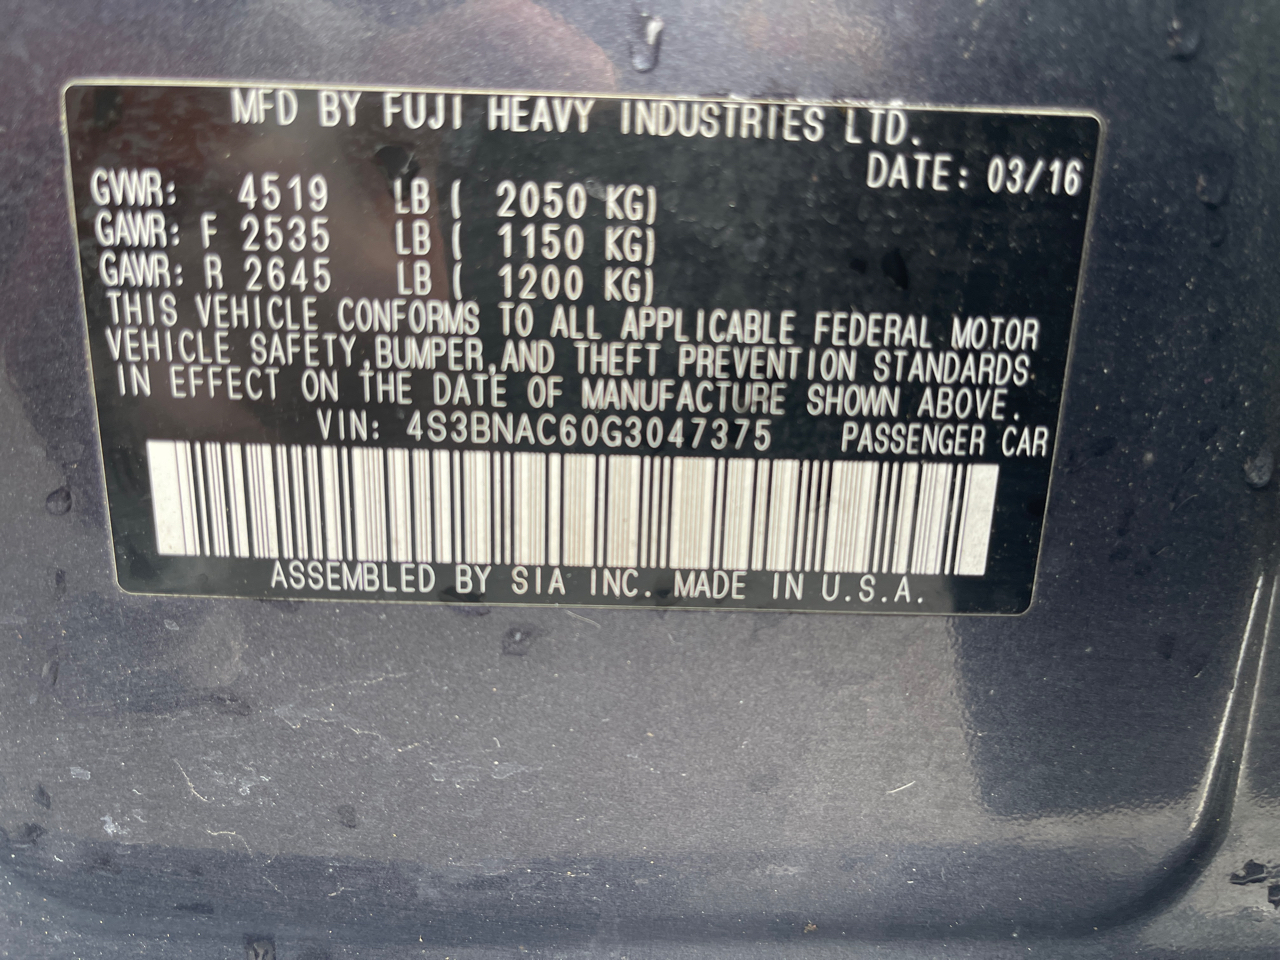 MFD BY FUJI HEAVY INDUSTRIES LTD.
DATE: 03/16
GVWR: 4519 LB ( 2050 KG)
GAWR: F 2535 LB ( 1150 KG)
GAWR: R 2645 LB ( 1200 KG)
THIS VEHICLE CONFORMS TO ALL APPLICABLE FEDERAL MOTOR
VEHICLE SAFETY,BUMPER,AND THEFT PREVENTION STANDARDS
IN EFFECT ON THE DATE OF MANUFACTURE SHOWN ABOVE.
VIN: 4S3BNAC60G3047375 PASSENGER CAR
ASSEMBLED BY SIA INC. MADE IN U.S.A.